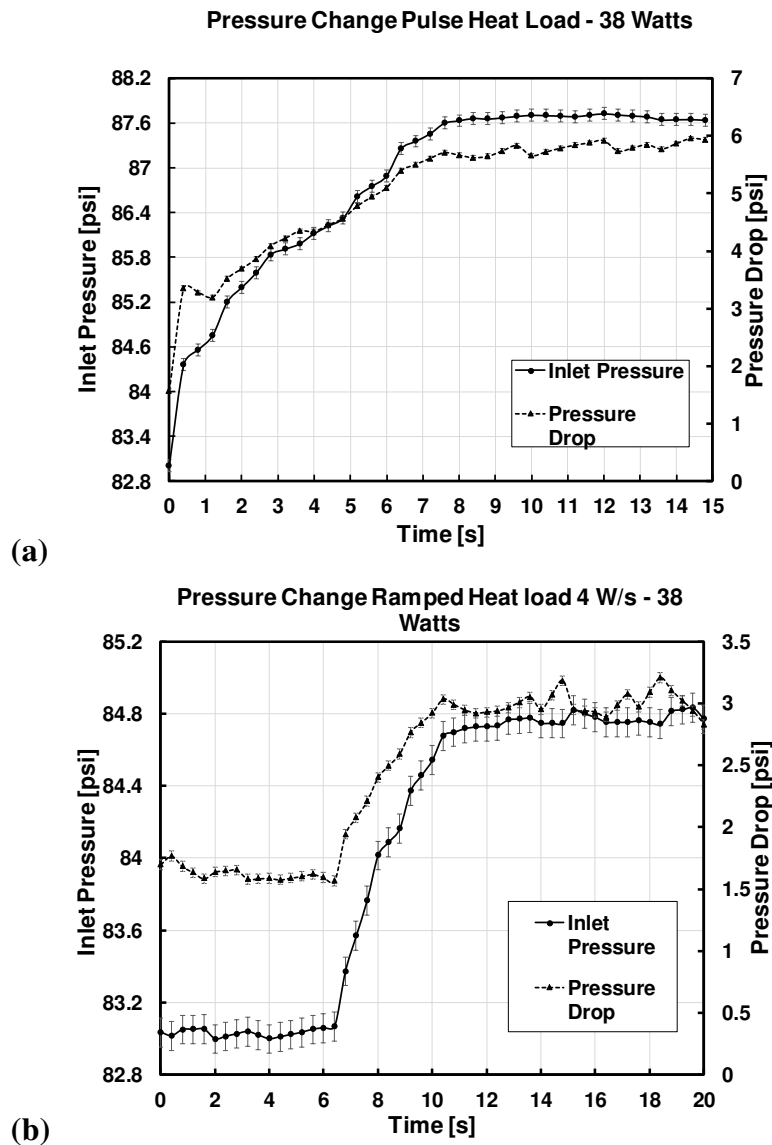 Pressure Change Pulse Heat Load - 38 Watts
88.2
87.6
87
86.4
85.8
85.2
84.6
84
83.4
82.8
Inlet Pressure [psi]
7
6
5
4
3
2
1
0
Pressure Drop [psi]
Inlet Pressure
Pressure
Drop
0 1 2 3 4 5 6 7 8 9 10 11 12 13 14 15
Time [s]
(a)
Pressure Change Ramped Heat load 4 W/s - 38
Watts
85.2
84.8
84.4
84
83.6
83.2
82.8
Inlet Pressure [psi]
3.5
3
2.5
2
1.5
1
0.5
0
Pressure Drop [psi]
Inlet
Pressure
Pressure
Drop
0 2 4 6 8 10 12 14 16 18 20
Time [s]
(b)